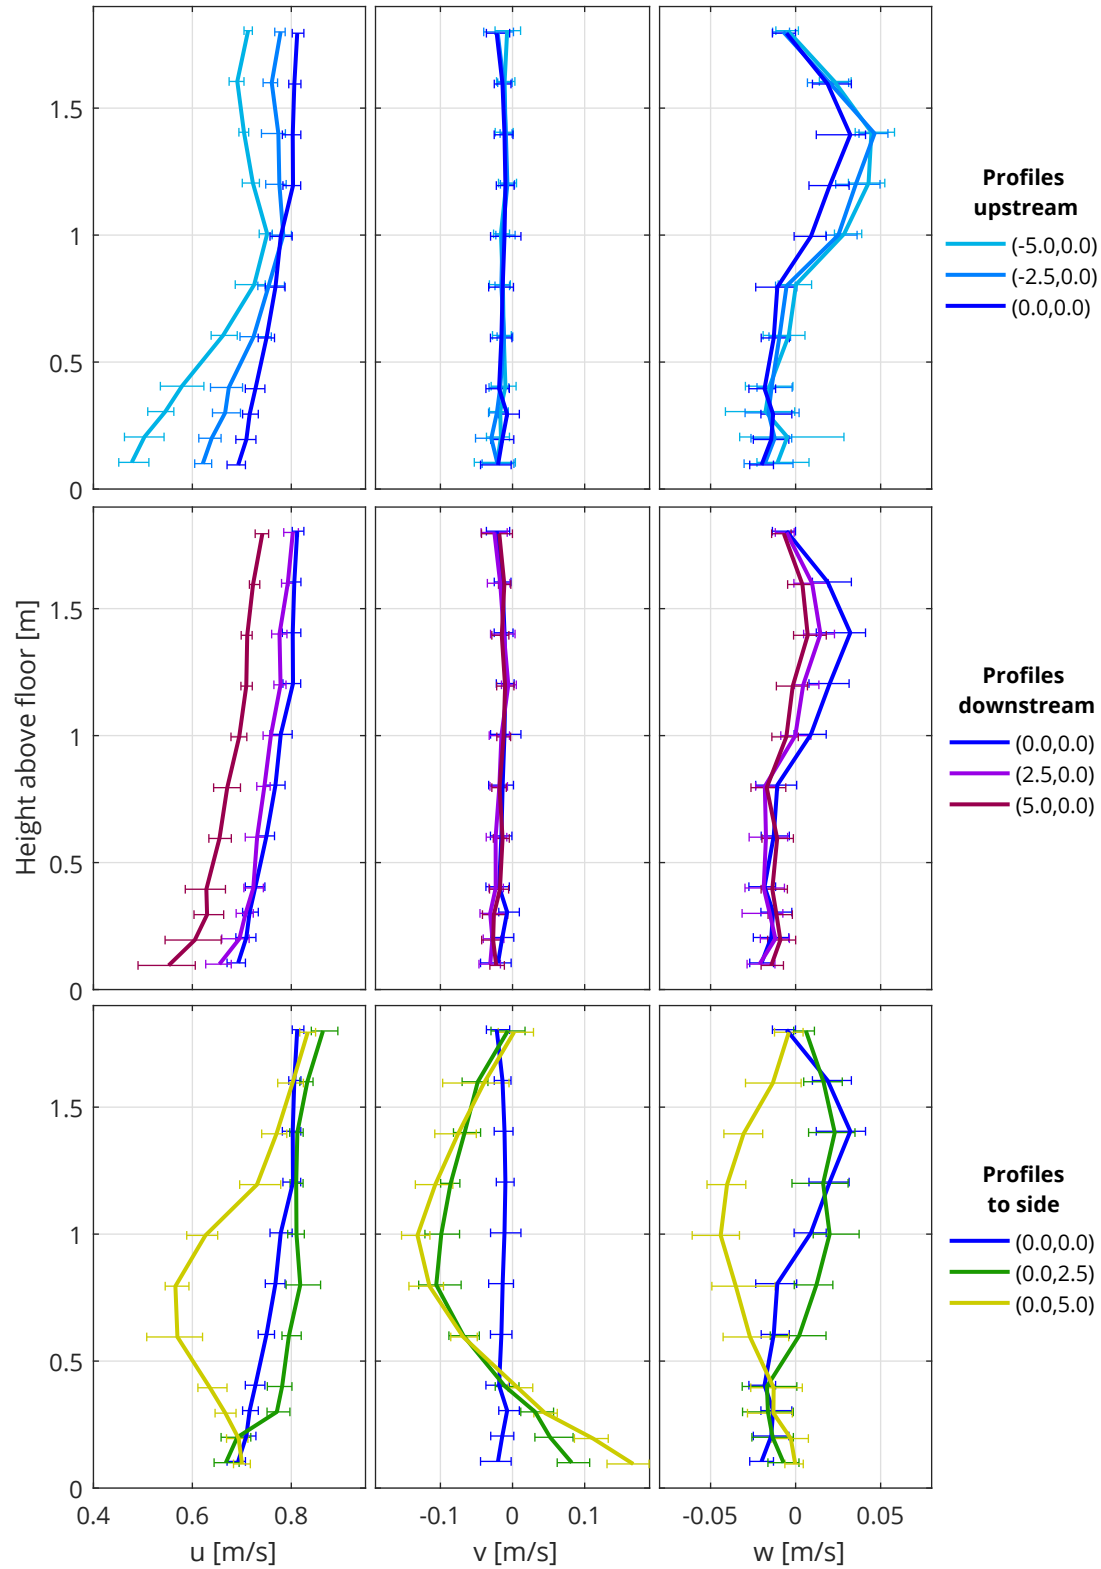 1.5
1
0.5
0
Profiles
upstream
(-5.0,0.0)
(-2.5,0.0)
(0.0,0.0)
Height above floor [m]
1.5
1
0.5
0
Profiles
downstream
(0.0,0.0)
(2.5,0.0)
(5.0,0.0)
1.5
1
0.5
0
Profiles
to side
(0.0,0.0)
(0.0,2.5)
(0.0,5.0)
0.4 0.6 0.8
-0.1 0 0.1
-0.05 0 0.05
u [m/s]
v [m/s]
w [m/s]